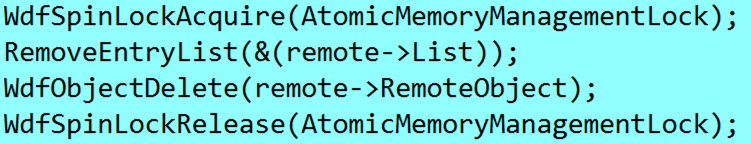 WdfSpinLockAcquire(AtomicMemoryManagementLock);
RemoveEntryList(&(remote->List));
WdfObjectDelete(remote->RemoteObject);
WdfSpinLockRelease(AtomicMemoryManagementLock);